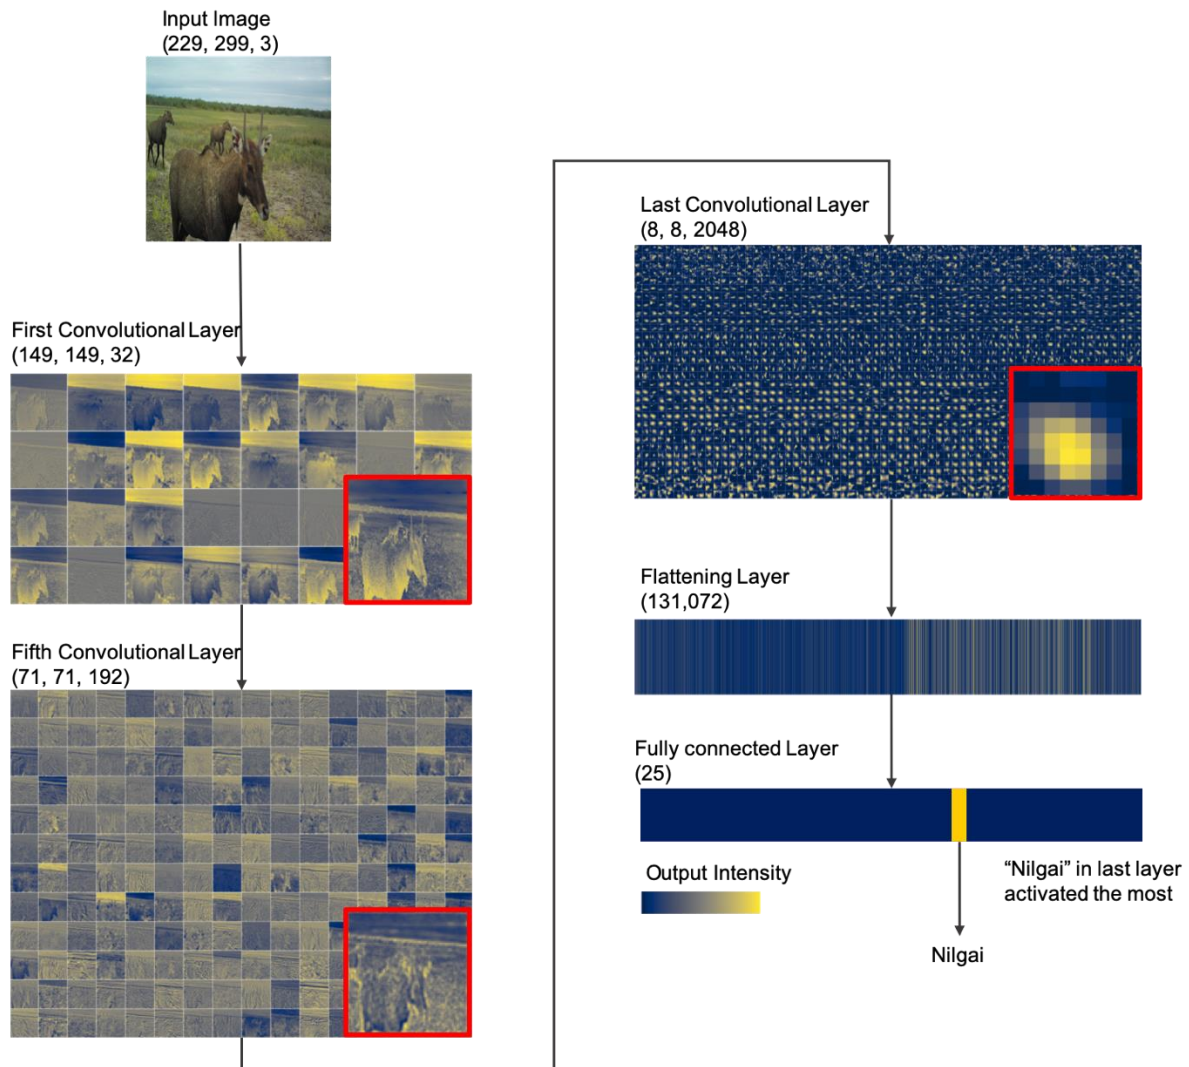 Input Image
(229, 299, 3)
First Convolutional Layer
(149, 149, 32)
Fifth Convolutional Layer
(71, 71, 192)
Last Convolutional Layer
(8, 8, 2048)
Flattening Layer
(131,072)
Fully connected Layer
(25)
Output Intensity
“Nilgai” in last layer
activated the most
Nilgai